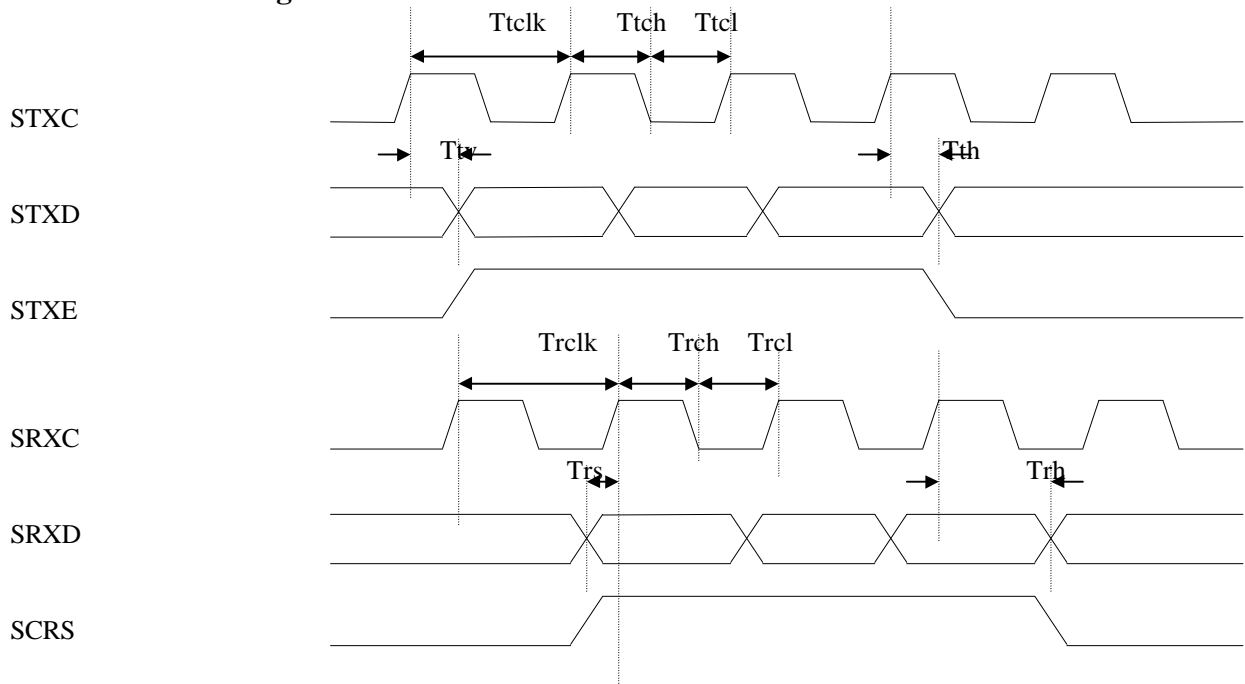 Ttclk Ttch Ttcl
STXC
Ttv Tth
STXD
STXE
Trclk Trch Trcl
SRXC
Trs Trh
SRXD
SCRS